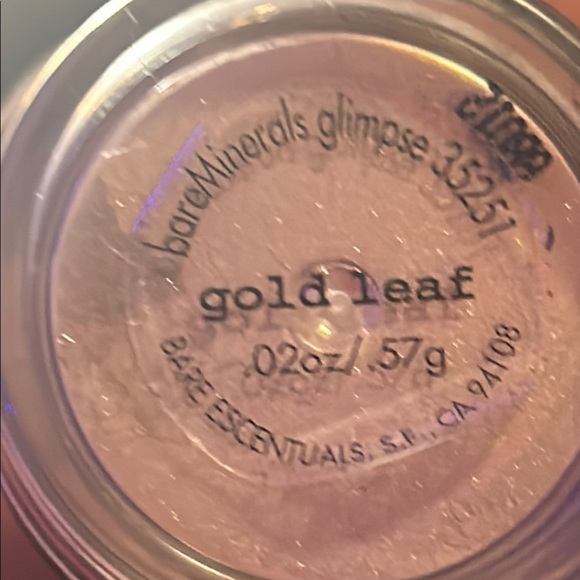 bareMinerals glimpse 35251
gold leaf
.02oz/.57g
BARE ESCENTUALS, S.F., CA 94108